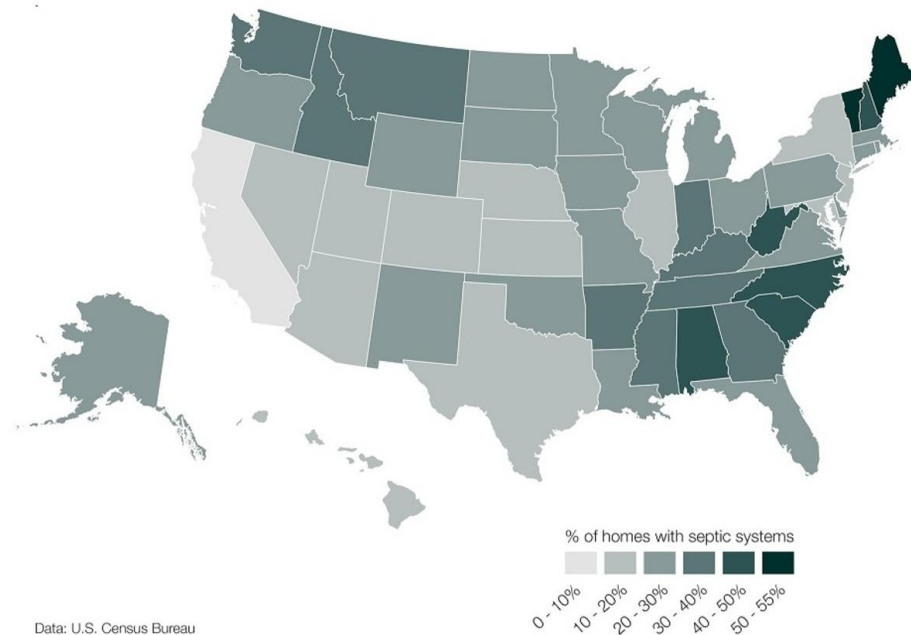 % of homes with septic systems
0 - 10%
10 - 20%
20 - 30%
30 - 40%
40 - 50%
50 - 55%
Data: U.S. Census Bureau